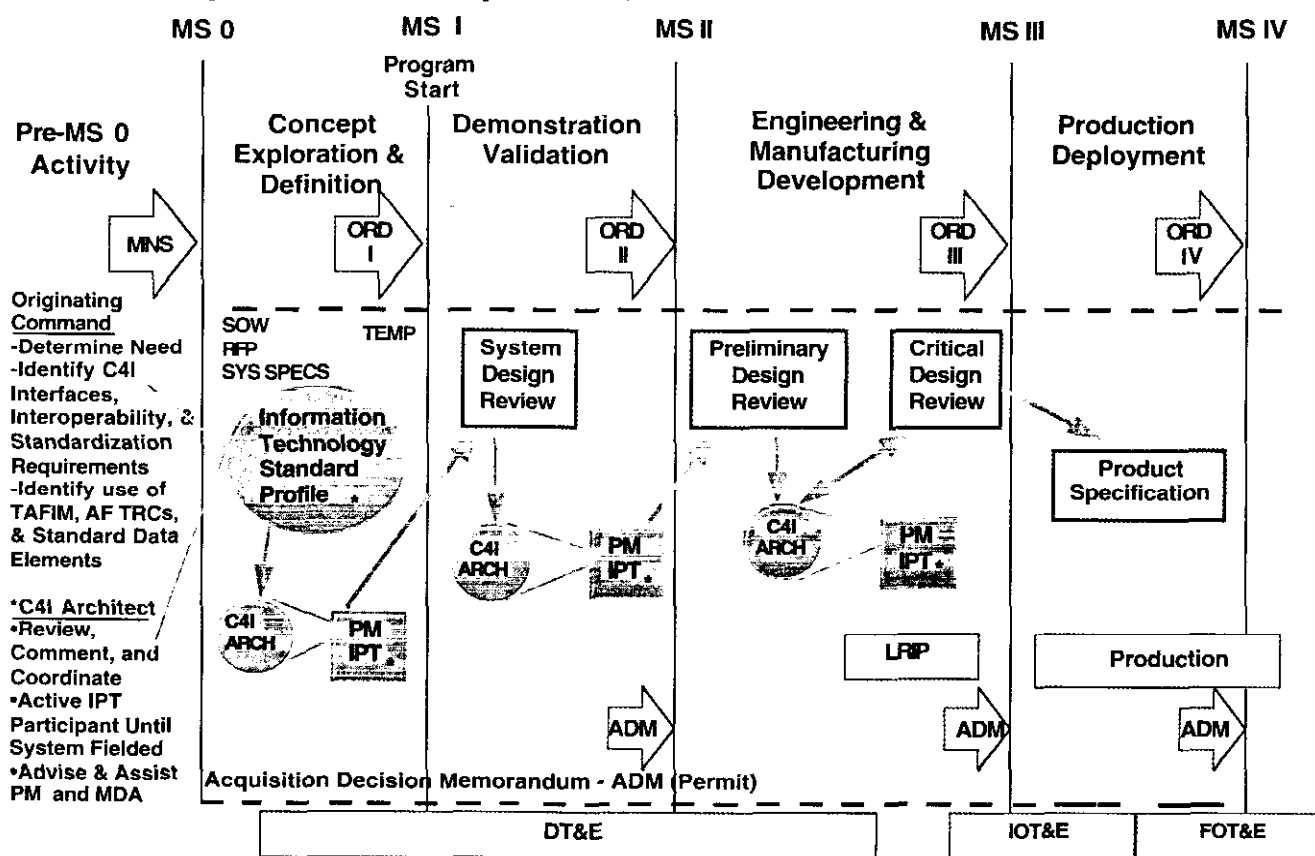 MS 0
MS I
MS II
MS III
MS IV
Program
Start
Pre-MS 0
Activity
Concept
Exploration &
Definition
Demonstration
Validation
Engineering &
Manufacturing
Development
Production
Deployment
MNS
ORD
I
ORD
II
ORD
III
ORD
IV
Originating
Command
-Determine Need
-Identify C4I
Interfaces,
Interoperability, &
Standardization
Requirements
-Identify use of
TAFIM, AF TRCs,
& Standard Data
Elements
*C4I Architect
•Review,
Comment, and
Coordinate
•Active IPT
Participant Until
System Fielded
•Advise & Assist
PM and MDA
SOW
RFP
SYS SPECS
TEMP
Information
Technology
Standard
Profile *
C4I
ARCH *
PM
IPT *
System
Design
Review
C4I
ARCH *
PM
IPT *
Preliminary
Design
Review
Critical
Design
Review
C4I
ARCH *
PM
IPT *
Product
Specification
LRIP
Production
ADM
ADM
ADM
Acquisition Decision Memorandum - ADM (Permit)
DT&E
IOT&E
FOT&E